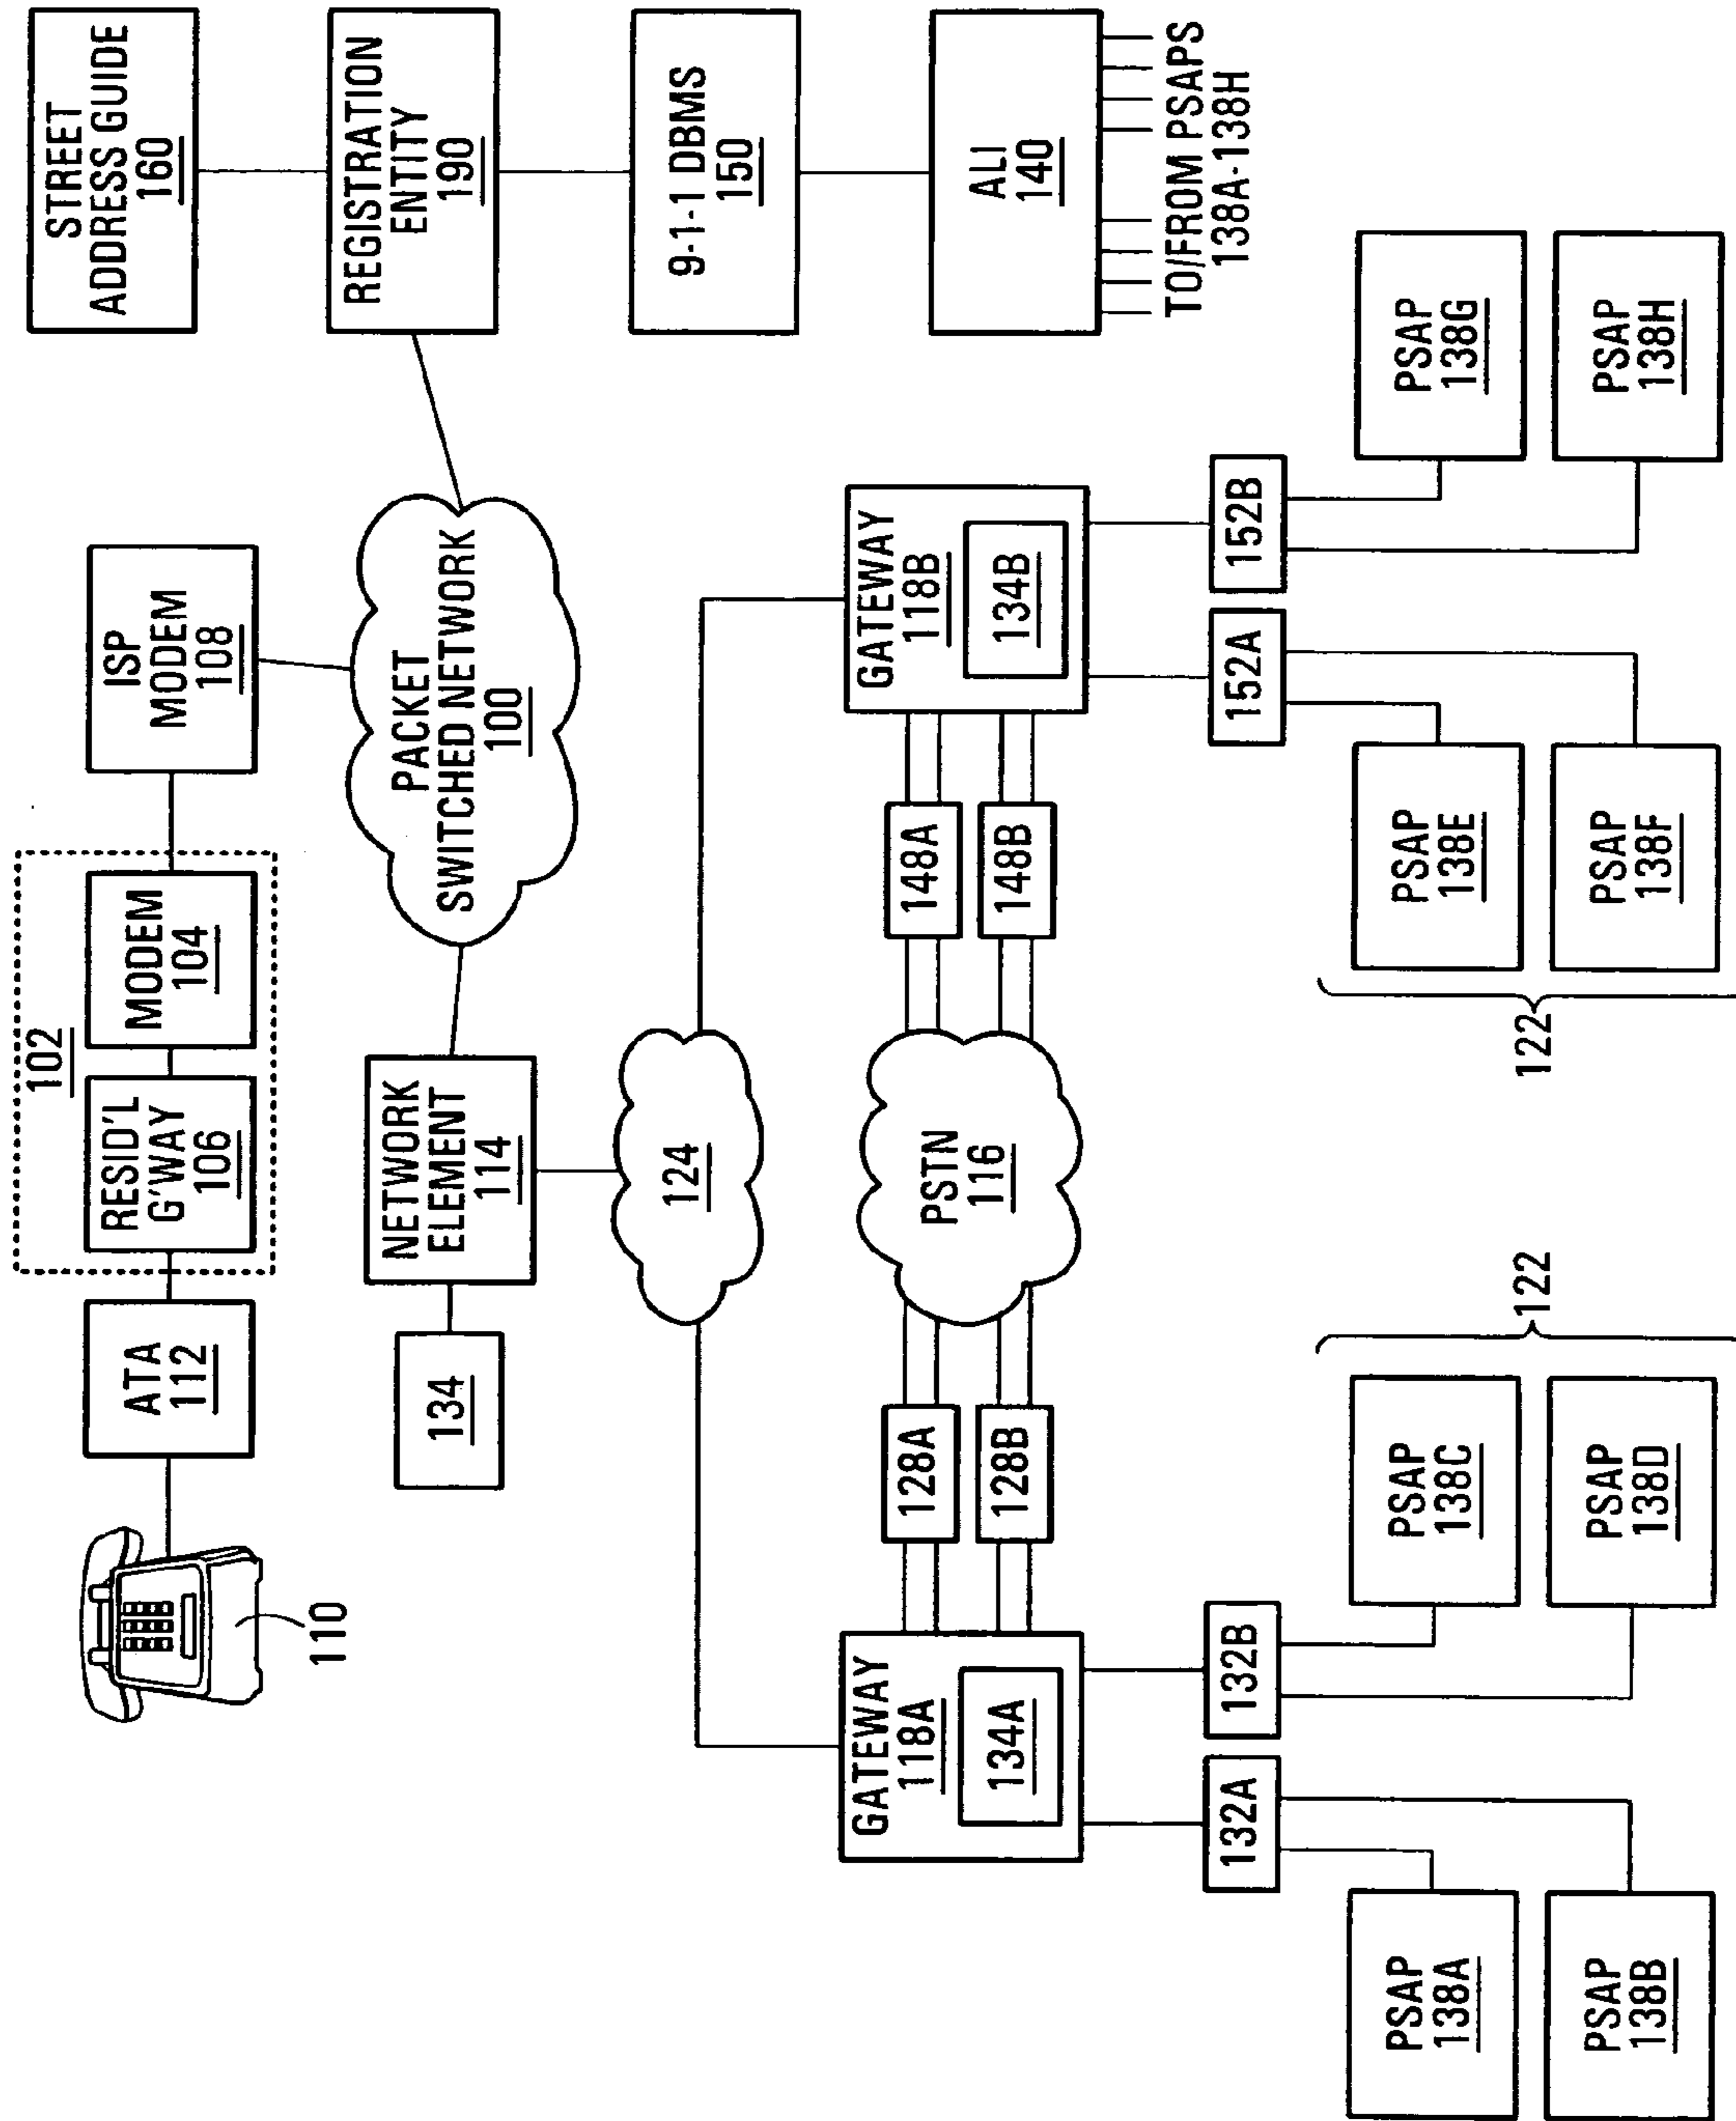 102
110
ATA
112
RESID'L
G'WAY
106
MODEM
104
ISP
MODEM
108
STREET
ADDRESS GUIDE
160
134
NETWORK
ELEMENT
114
PACKET
SWITCHED NETWORK
100
REGISTRATION
ENTITY
190
124
9-1-1 DBMS
150
GATEWAY
118A
134A
128A
128B
PSTN
116
148A
148B
GATEWAY
118B
134B
ALI
140
TO/FROM PSAPS
138A-138H
132A
132B
152A
152B
PSAP
138A
PSAP
138C
PSAP
138E
PSAP
138G
PSAP
138B
PSAP
138D
PSAP
138F
PSAP
138H
122
122